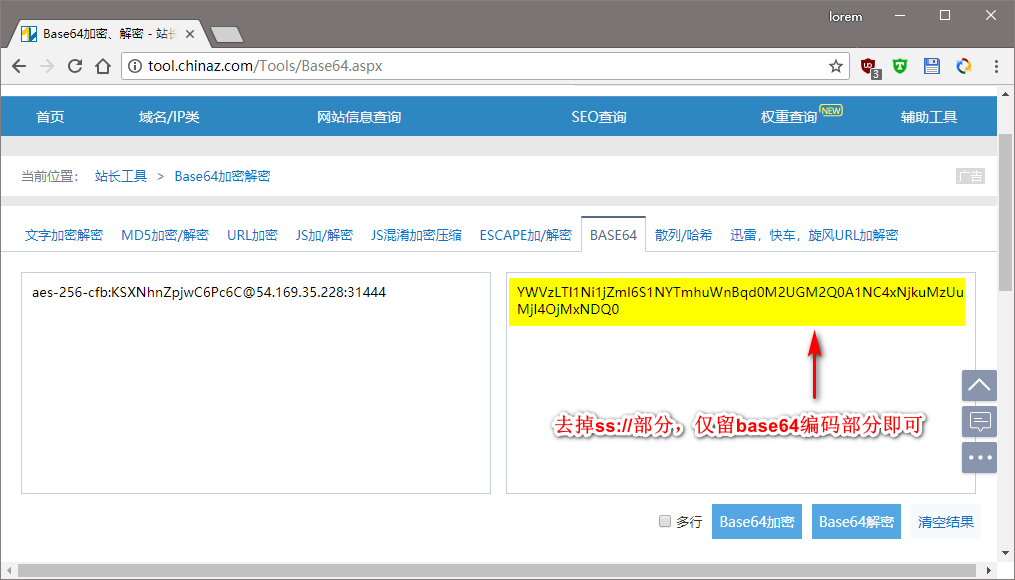 lorem
Base64加密、解密 - 站长
tool.chinaz.com/Tools/Base64.aspx
3
首页 域名/IP类 网站信息查询 SEO查询 权重查询 NEW 辅助工具
当前位置： 站长工具 > Base64加密解密
广告
文字加密解密 MD5加密/解密 URL加密 JS加/解密 JS混淆加密压缩 ESCAPE加/解密 BASE64 散列/哈希 迅雷，快车，旋风URL加解密
aes-256-cfb:KSXNhnZpjwC6Pc6C@54.169.35.228:31444
YWVzLTI1Ni1jZmI6S1NYTmhuWnBqd0M2UGM2Q0A1NC4xNjkuMzUu
MjI4OjMxNDQ0
去掉ss://部分，仅留base64编码部分即可
多行 Base64加密 Base64解密 清空结果